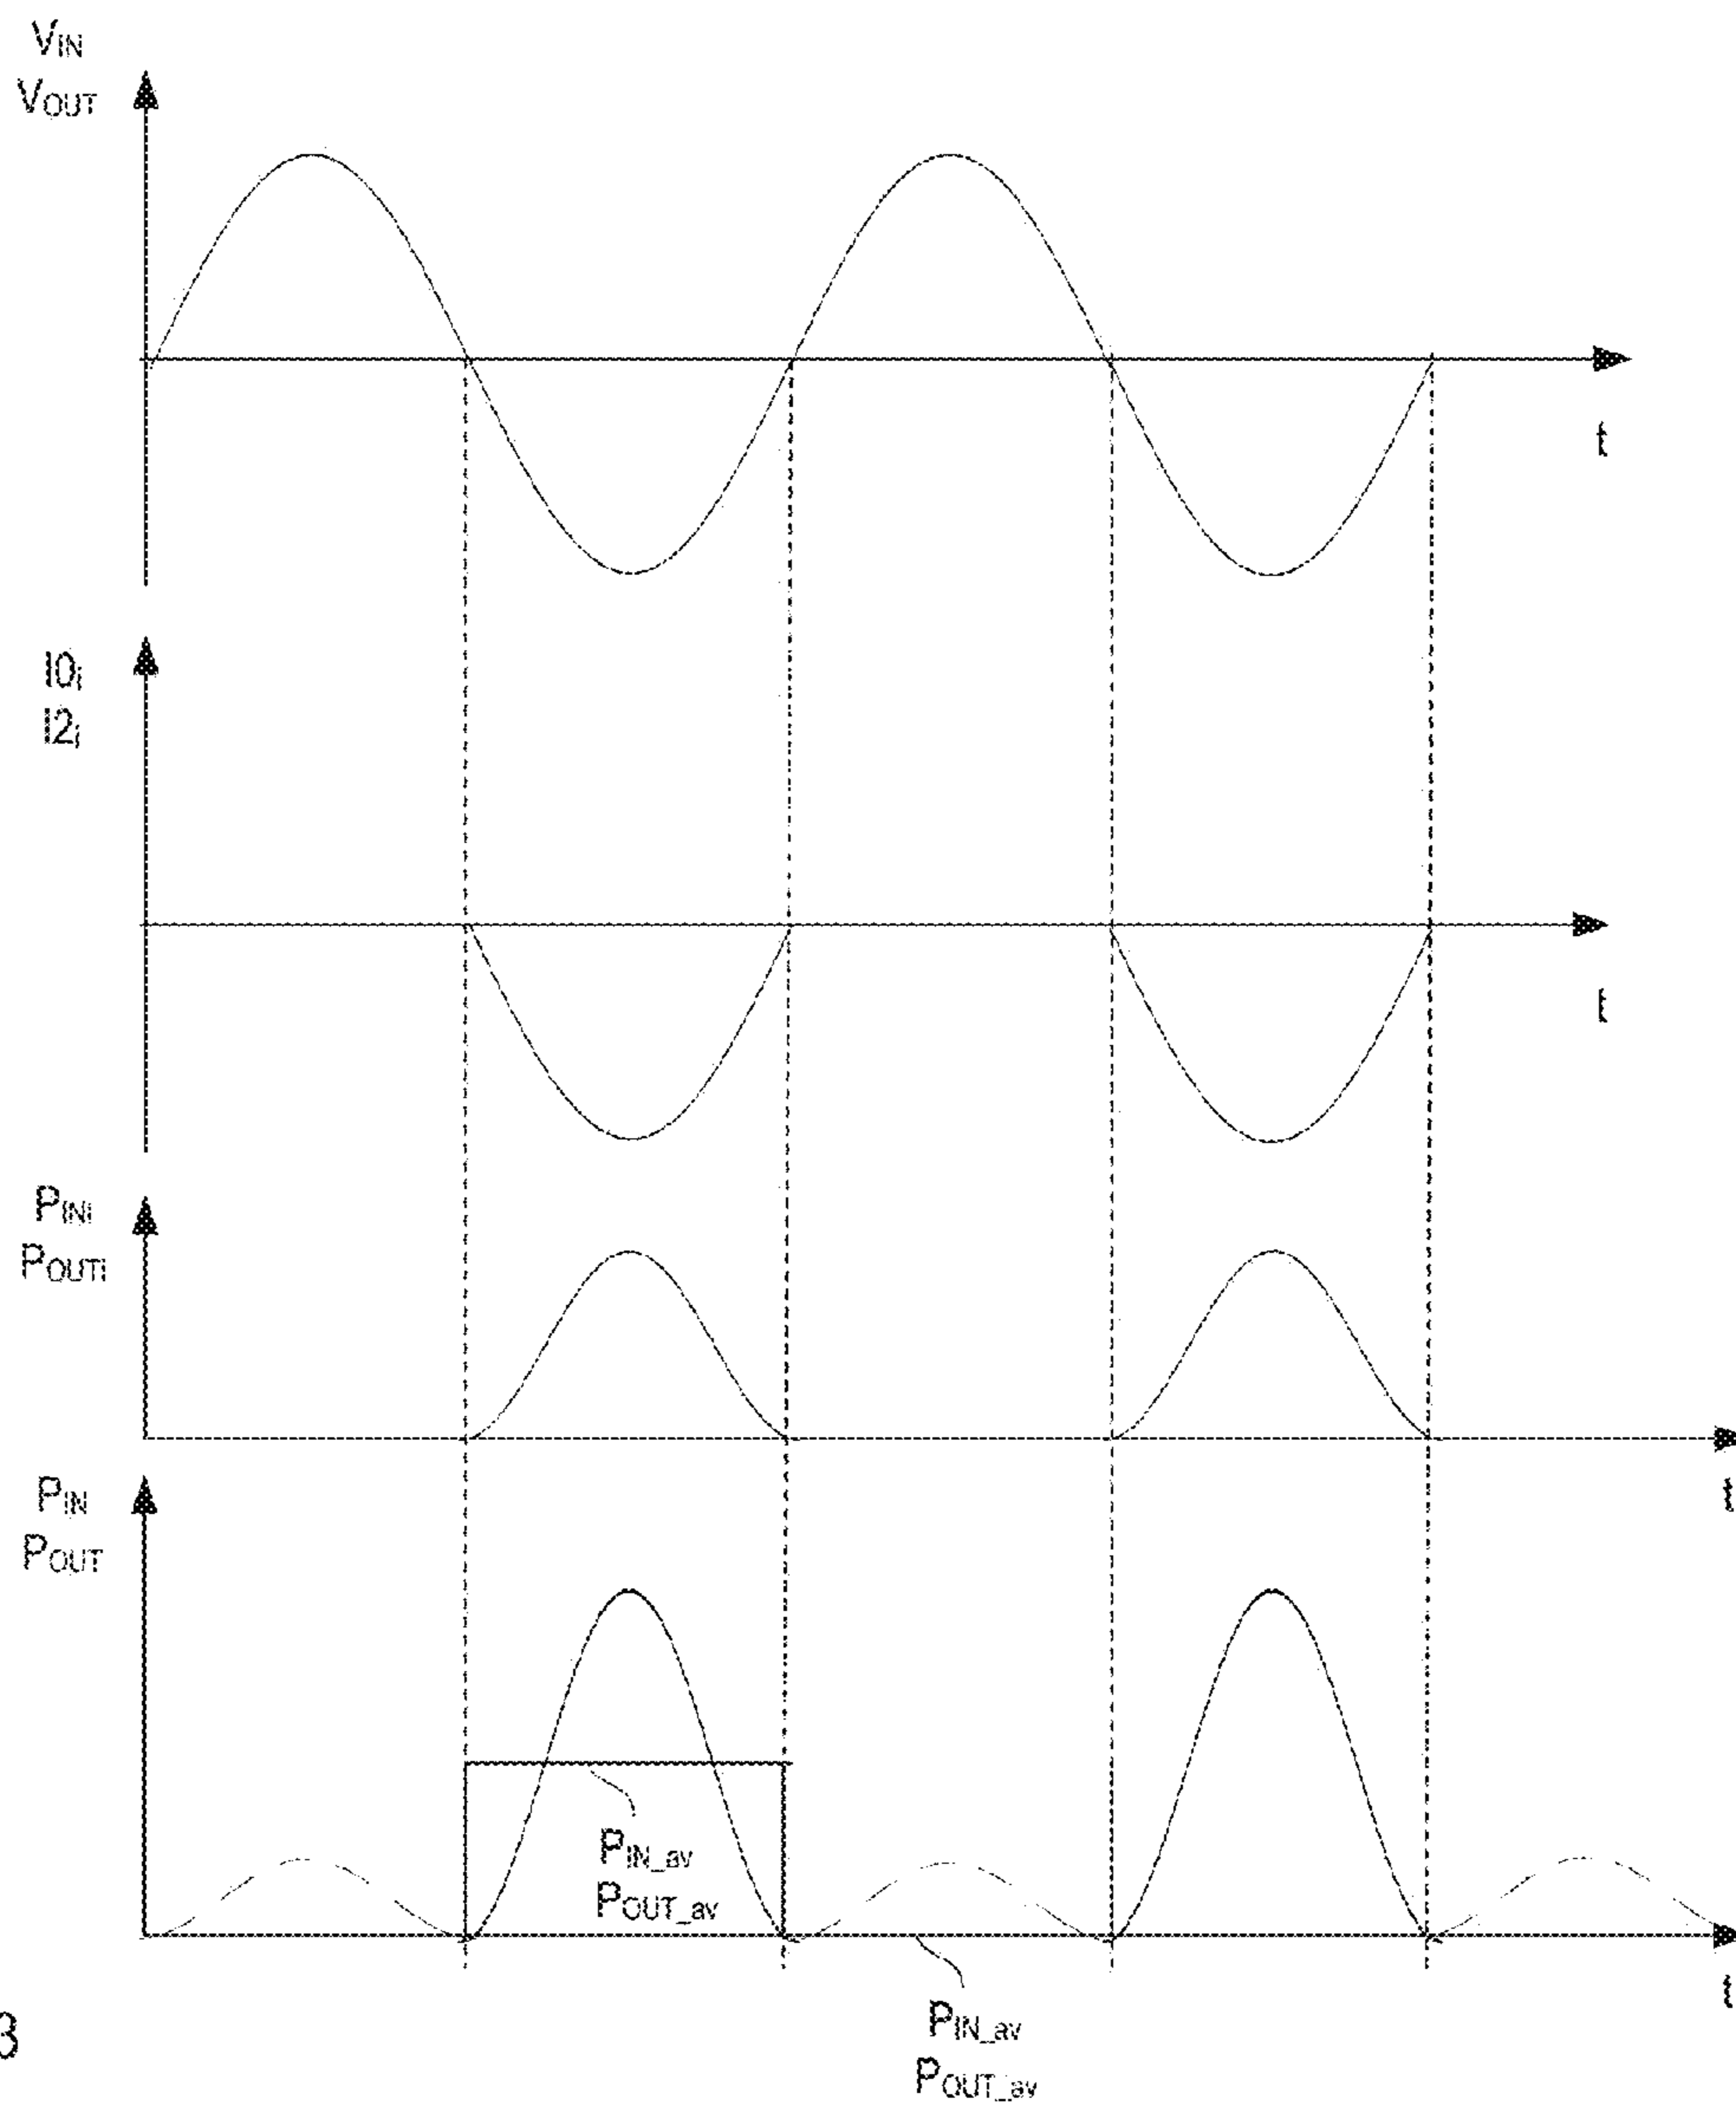 VIN
VOUT
t
I0i
I2i
t
PINi
POUTi
t
PIN
POUT
PIN_av
POUT_av
t
PIN_av
POUT_av
3